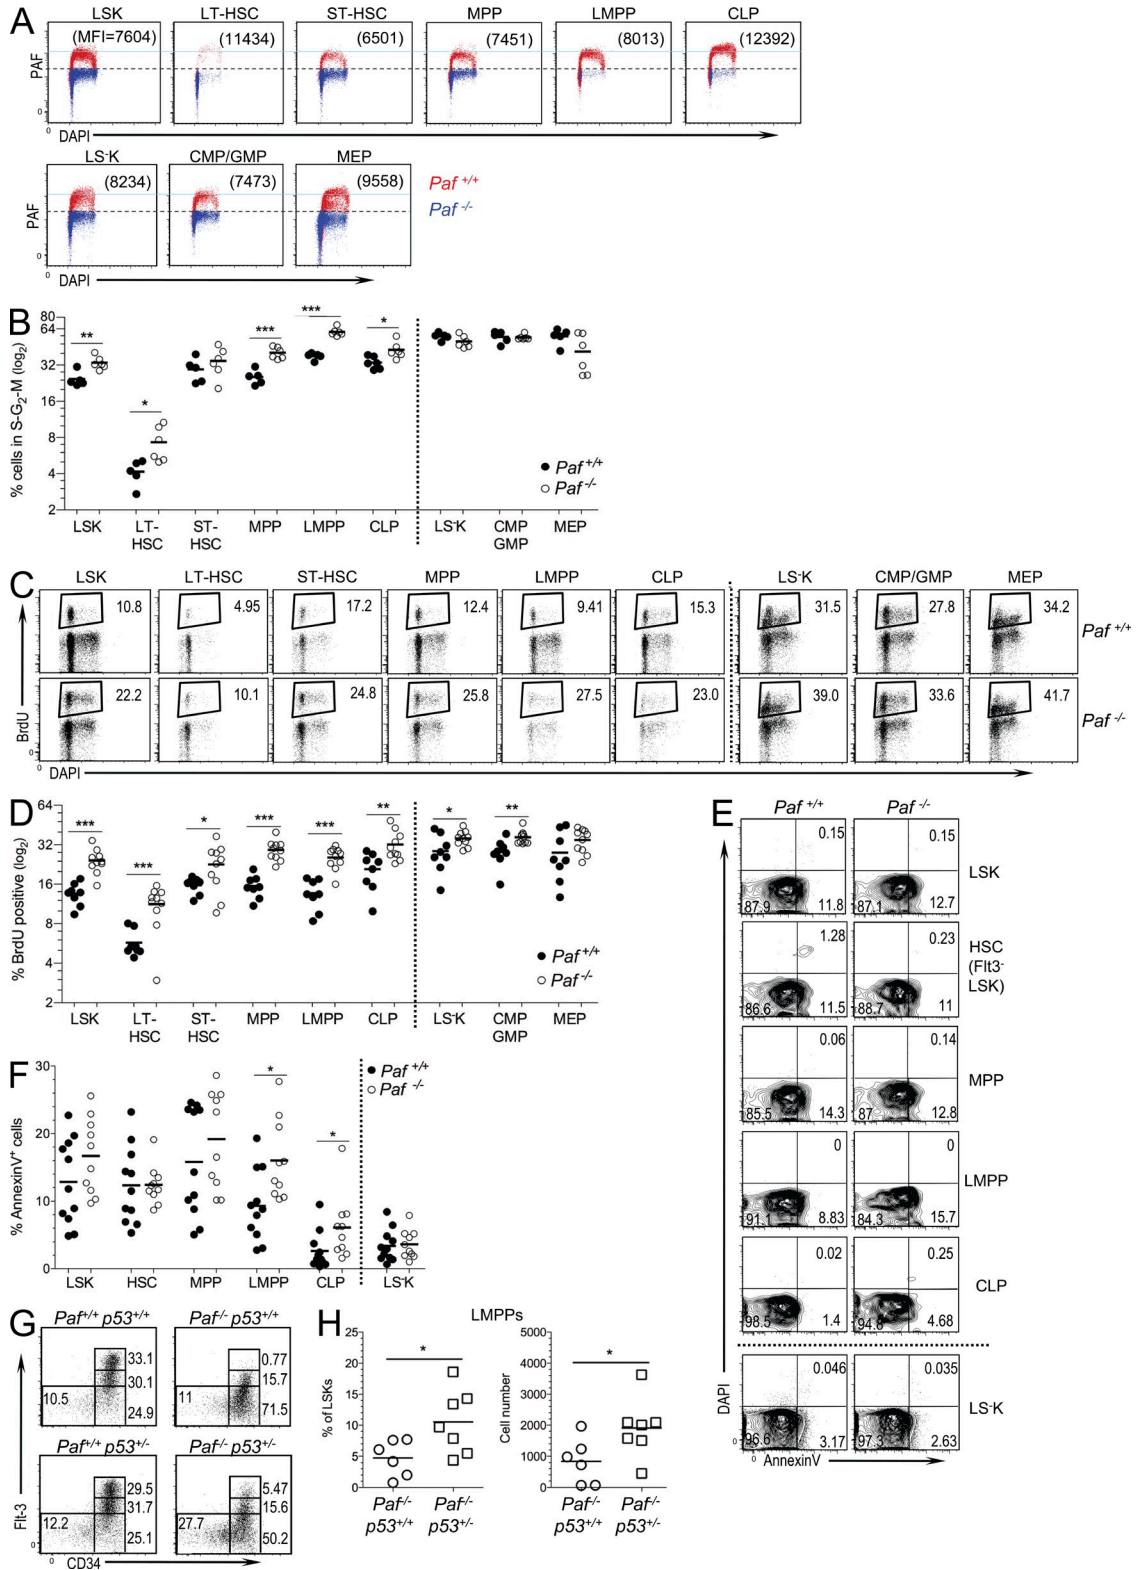 A
LSK LT-HSC ST-HSC MPP LMPP CLP
(MFI=7604) (11434) (6501) (7451) (8013) (12392)
PAF
0
0
DAPI
LS-K CMP/GMP MEP
(8234) (7473) (9558)
Paf +/+
Paf -/-
PAF
0
0
DAPI
B
% cells in S-G2-M (log2)
80
64
32
16
8
4
2
** * *** *** *
Paf +/+
Paf -/-
LSK LT-HSC ST-HSC MPP LMPP CLP LS-K CMP GMP MEP
C
LSK LT-HSC ST-HSC MPP LMPP CLP LS-K CMP/GMP MEP
10.8 4.95 17.2 12.4 9.41 15.3 31.5 27.8 34.2
Paf +/+
22.2 10.1 24.8 25.8 27.5 23.0 39.0 33.6 41.7
Paf -/-
BrdU
0
0
DAPI
D
% BrdU positive (log2)
64
32
16
8
4
2
*** *** * *** *** ** * **
Paf +/+
Paf -/-
LSK LT-HSC ST-HSC MPP LMPP CLP LS-K CMP GMP MEP
E
Paf +/+ Paf -/-
0.15 0.15
LSK
87.9 11.8 87.1 12.7
1.28 0.23
HSC
(Flt3-
LSK)
86.6 11.5 88.7 11
0.06 0.14
MPP
85.5 14.3 87 12.8
0 0
LMPP
91.1 8.83 84.3 15.7
0.02 0.25
CLP
98.5 1.4 94.8 4.68
0.046 0.035
LS-K
96.6 3.17 97.3 2.63
DAPI
0
0
AnnexinV
F
% AnnexinV+ cells
30
20
10
0
* *
Paf +/+
Paf -/-
LSK HSC MPP LMPP CLP LS-K
G
Paf+/+ p53+/+ Paf-/- p53+/+
33.1 0.77
30.1 15.7
10.5 11
24.9 71.5
Paf+/+ p53+/- Paf-/- p53+/-
29.5 5.47
31.7 15.6
12.2 27.7
25.1 50.2
Flt-3
0
0
CD34
H
LMPPs
% of LSKs
25
20
15
10
5
0
*
Paf-/- Paf-/-
p53+/+ p53+/-
Cell number
5000
4000
3000
2000
1000
0
*
Paf-/- Paf-/-
p53+/+ p53+/-